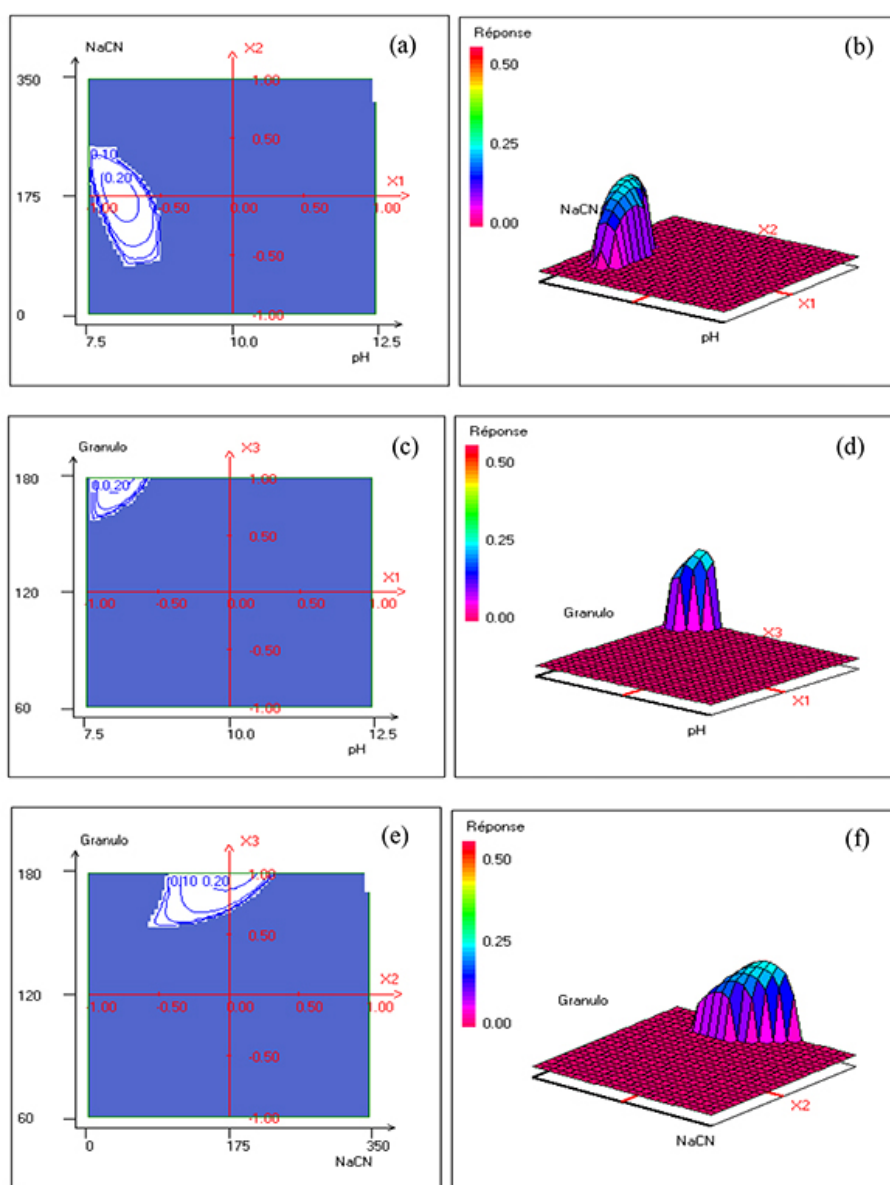 (a)
NaCN
X2
350
1.00
0.50
0.10
0.20
175
X1
-1.00
-0.50
0.00
0.50
1.00
-0.50
-1.00
0
7.5
10.0
12.5
pH
(b)
Réponse
0.50
0.25
0.00
NaCN
X2
X1
pH
(c)
Granulo
X3
180
1.00
0.20
0.50
120
X1
-1.00
-0.50
0.00
0.50
1.00
-0.50
-1.00
60
7.5
10.0
12.5
pH
(d)
Réponse
0.50
0.25
0.00
Granulo
X3
X1
pH
(e)
Granulo
X3
180
1.00
0.10
0.20
0.50
120
X2
-1.00
-0.50
0.00
0.50
1.00
-0.50
-1.00
60
0
175
350
NaCN
(f)
Réponse
0.50
0.25
0.00
Granulo
X2
NaCN